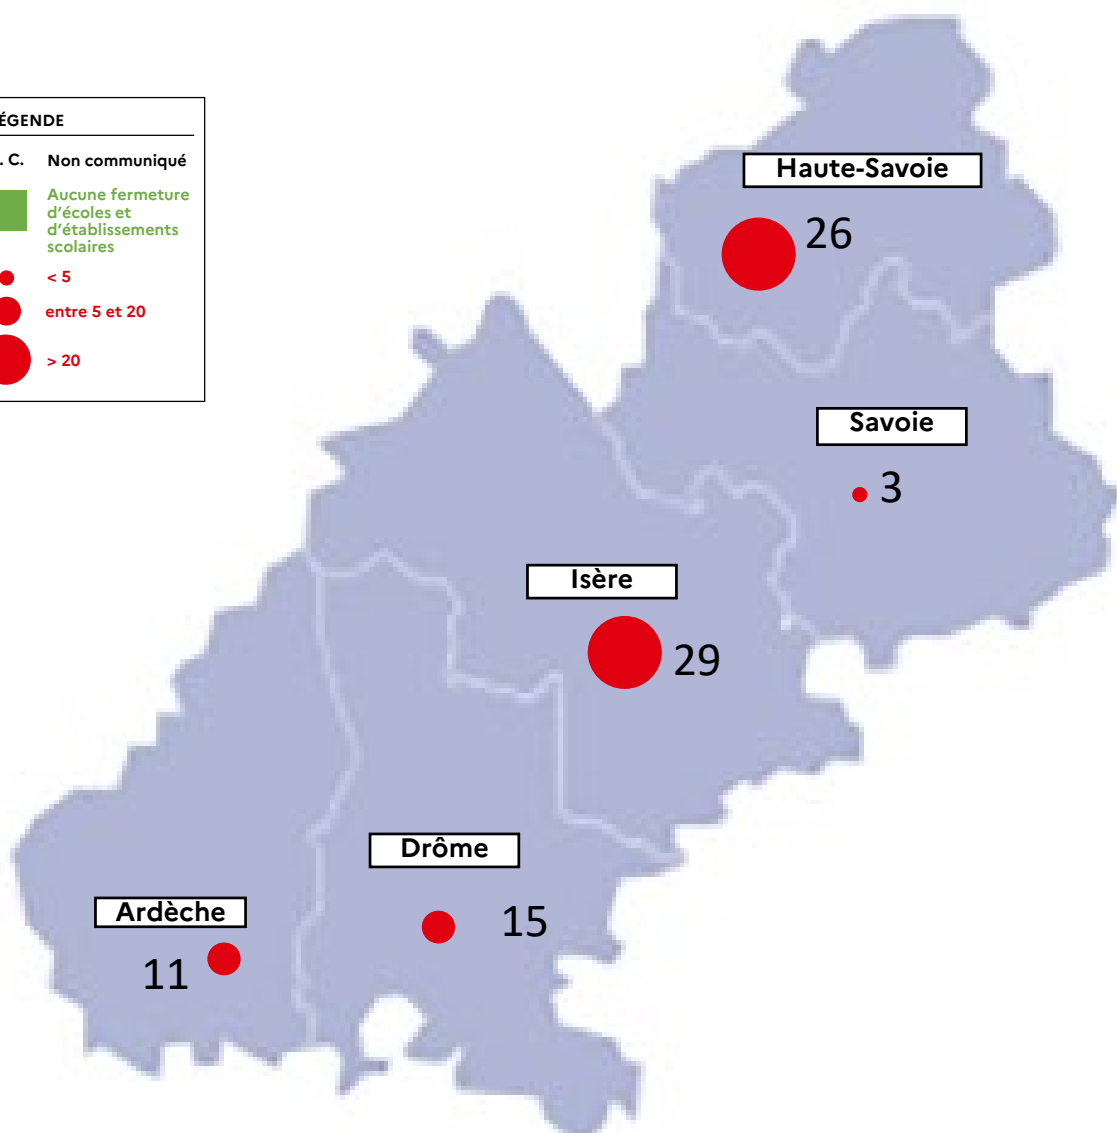 ÉGENDE
. C. Non communiqué
Aucune fermeture
d'écoles et
d'établissements
scolaires
< 5
entre 5 et 20
> 20
Haute-Savoie
26
Savoie
3
Isère
29
Drôme
15
Ardèche
11